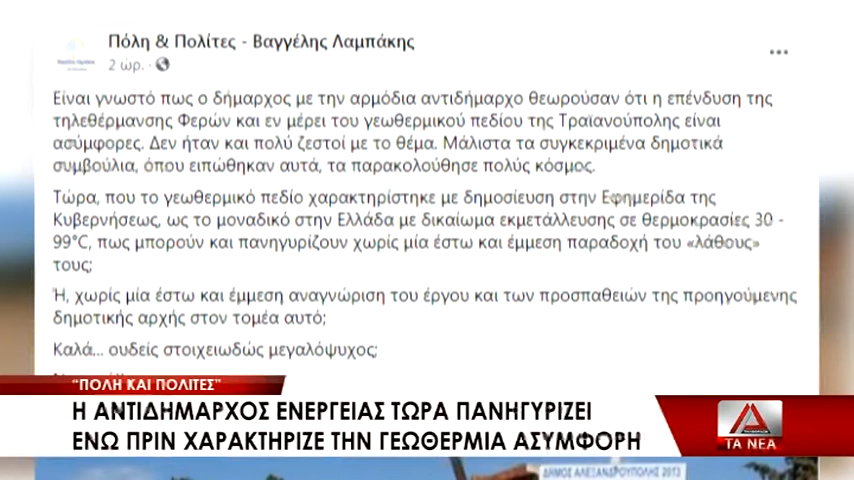 Πόλη & Πολίτες - Βαγγέλης Λαμπάκης
2 ώρ. ·
Είναι γνωστό πως ο δήμαρχος με την αρμόδια αντιδήμαρχο θεωρούσαν ότι η επένδυση της
τηλεθέρμανσης Φερών και εν μέρει του γεωθερμικού πεδίου της Τραϊανούπολης είναι
ασύμφορες. Δεν ήταν και πολύ ζεστοί με το θέμα. Μάλιστα τα συγκεκριμένα δημοτικά
συμβούλια, όπου ειπώθηκαν αυτά, τα παρακολούθησε πολύς κόσμος.
Τώρα, που το γεωθερμικό πεδίο χαρακτηρίστηκε με δημοσίευση στην Εφημερίδα της
Κυβερνήσεως, ως το μοναδικό στην Ελλάδα με δικαίωμα εκμετάλλευσης σε θερμοκρασίες 30 -
99°C, πως μπορούν και πανηγυρίζουν χωρίς μία έστω και έμμεση παραδοχή του «λάθους»
τους;
Ή, χωρίς μία έστω και έμμεση αναγνώριση του έργου και των προσπαθειών της προηγούμενης
δημοτικής αρχής στον τομέα αυτό;
Καλά... ουδείς στοιχειωδώς μεγαλόψυχος;
"ΠΟΛΗ ΚΑΙ ΠΟΛΙΤΕΣ"
Η ΑΝΤΙΔΗΜΑΡΧΟΣ ΕΝΕΡΓΕΙΑΣ ΤΩΡΑ ΠΑΝΗΓΥΡΙΖΕΙ
ΕΝΩ ΠΡΙΝ ΧΑΡΑΚΤΗΡΙΖΕ ΤΗΝ ΓΕΩΘΕΡΜΙΑ ΑΣΥΜΦΟΡΗ
ΤΑ ΝΕΑ
ΔΗΜΟΣ ΑΛΕΞΑΝΔΡΟΥΠΟΛΗΣ 2013